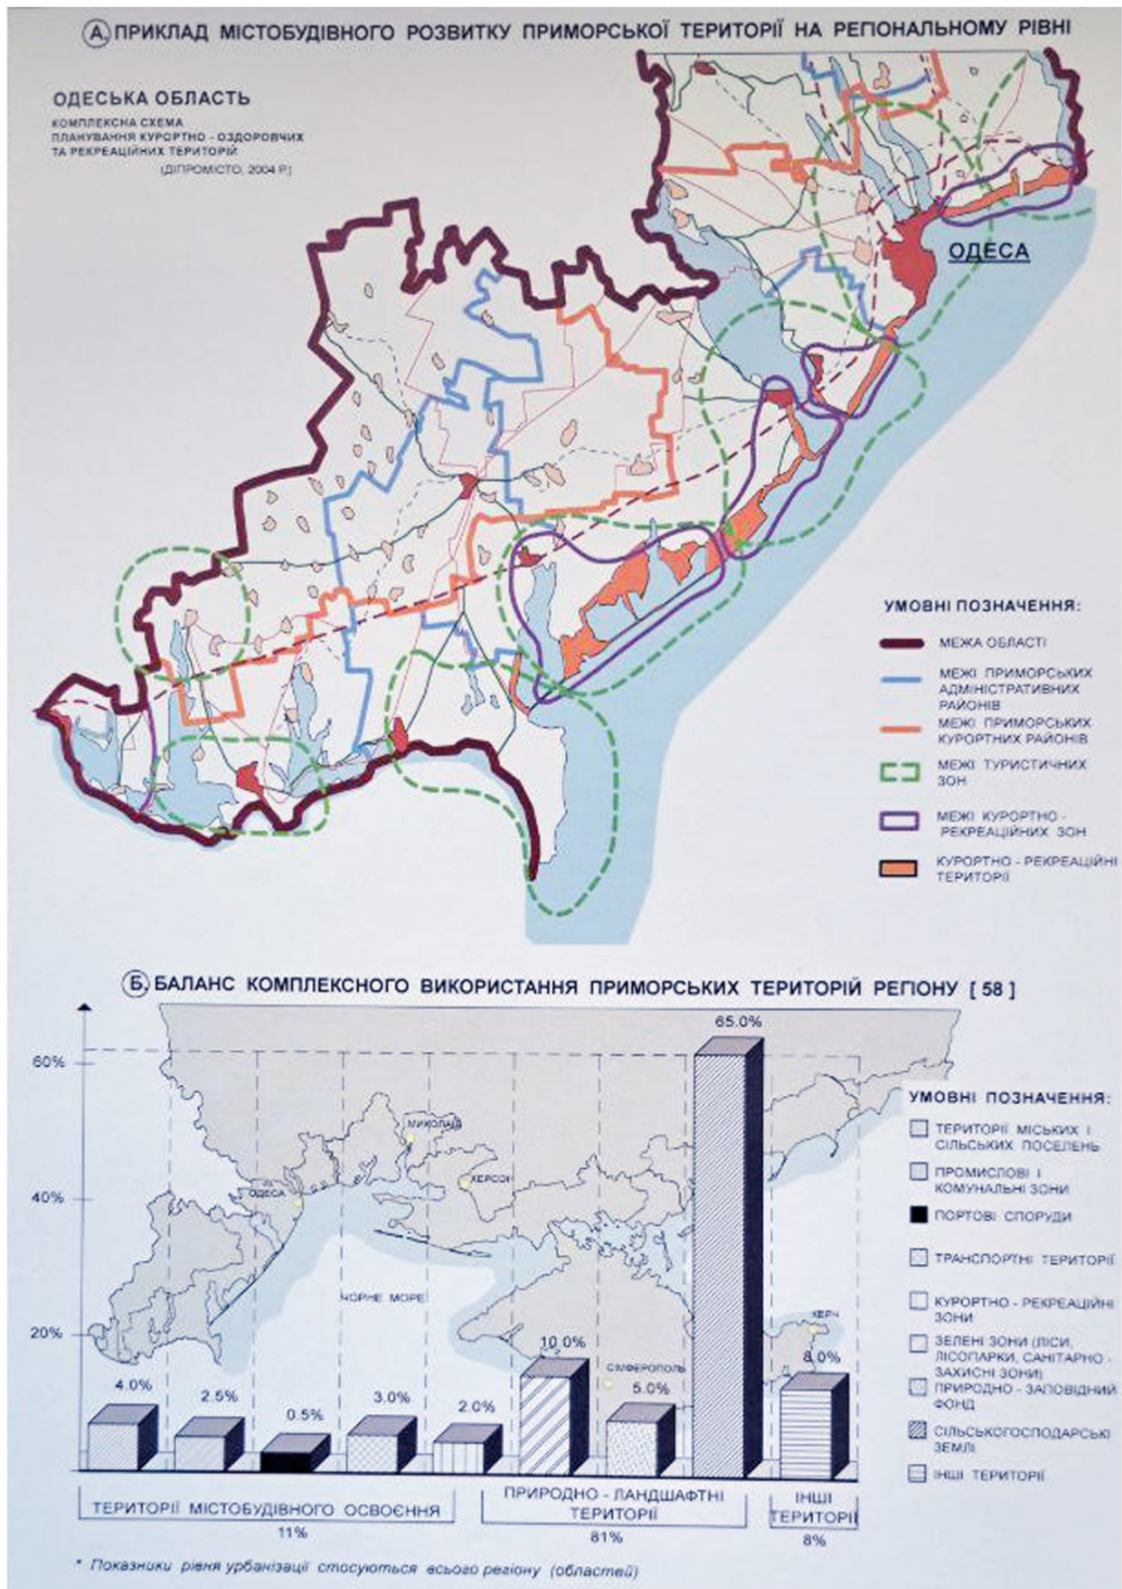 А. ПРИКЛАД МІСТОБУДІВНОГО РОЗВИТКУ ПРИМОРСЬКОЇ ТЕРИТОРІЇ НА РЕГІОНАЛЬНОМУ РІВНІ
ОДЕСЬКА ОБЛАСТЬ
КОМПЛЕКСНА СХЕМА
ПЛАНУВАННЯ КУРОРТНО - ОЗДОРОВЧИХ
ТА РЕКРЕАЦІЙНИХ ТЕРИТОРІЙ
(ДІПРОМІСТО, 2004 Р.)
ОДЕСА
УМОВНІ ПОЗНАЧЕННЯ:
МЕЖА ОБЛАСТІ
МЕЖІ ПРИМОРСЬКИХ
АДМІНІСТРАТИВНИХ
РАЙОНІВ
МЕЖІ ПРИМОРСЬКИХ
КУРОРТНИХ РАЙОНІВ
МЕЖІ ТУРИСТИЧНИХ
ЗОН
МЕЖІ КУРОРТНО -
РЕКРЕАЦІЙНИХ ЗОН
КУРОРТНО - РЕКРЕАЦІЙНІ
ТЕРИТОРІЇ
Б. БАЛАНС КОМПЛЕКСНОГО ВИКОРИСТАННЯ ПРИМОРСЬКИХ ТЕРИТОРІЙ РЕГІОНУ [ 58 ]
65.0%
60%
40%
20%
МИКОЛАЇВ
ХЕРСОН
ОДЕСА
ЧОРНЕ МОРЕ
КЕРЧ
СІМФЕРОПОЛЬ
4.0%
2.5%
0.5%
3.0%
2.0%
10.0%
5.0%
8.0%
УМОВНІ ПОЗНАЧЕННЯ:
ТЕРИТОРІЇ МІСЬКИХ І
СІЛЬСЬКИХ ПОСЕЛЕНЬ
ПРОМИСЛОВІ І
КОМУНАЛЬНІ ЗОНИ
ПОРТОВІ СПОРУДИ
ТРАНСПОРТНІ ТЕРИТОРІЇ
КУРОРТНО - РЕКРЕАЦІЙНІ
ЗОНИ
ЗЕЛЕНІ ЗОНИ (ЛІСИ,
ЛІСОПАРКИ, САНІТАРНО -
ЗАХИСНІ ЗОНИ)
ПРИРОДНО - ЗАПОВІДНИЙ
ФОНД
СІЛЬСЬКОГОСПОДАРСЬКІ
ЗЕМЛІ
ІНШІ ТЕРИТОРІЇ
ТЕРИТОРІЇ МІСТОБУДІВНОГО ОСВОЄННЯ
11%
ПРИРОДНО - ЛАНДШАФТНІ
ТЕРИТОРІЇ
81%
ІНШІ
ТЕРИТОРІЇ
8%
* Показники рівня урбанізації стосуються всього регіону (областей)